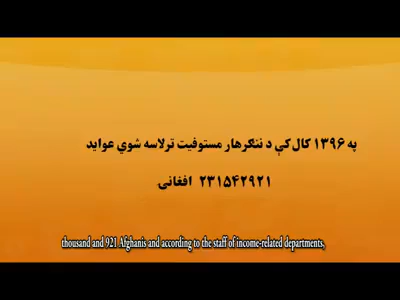 په ۱۳۹۶ کال کې د ننګرهار مستوفیت ترلاسه شوي عواید
۲۳۱۵۴۲۹۲۱ افغانۍ
thousand and 921 Afghanis and according to the staff of income-related departments,